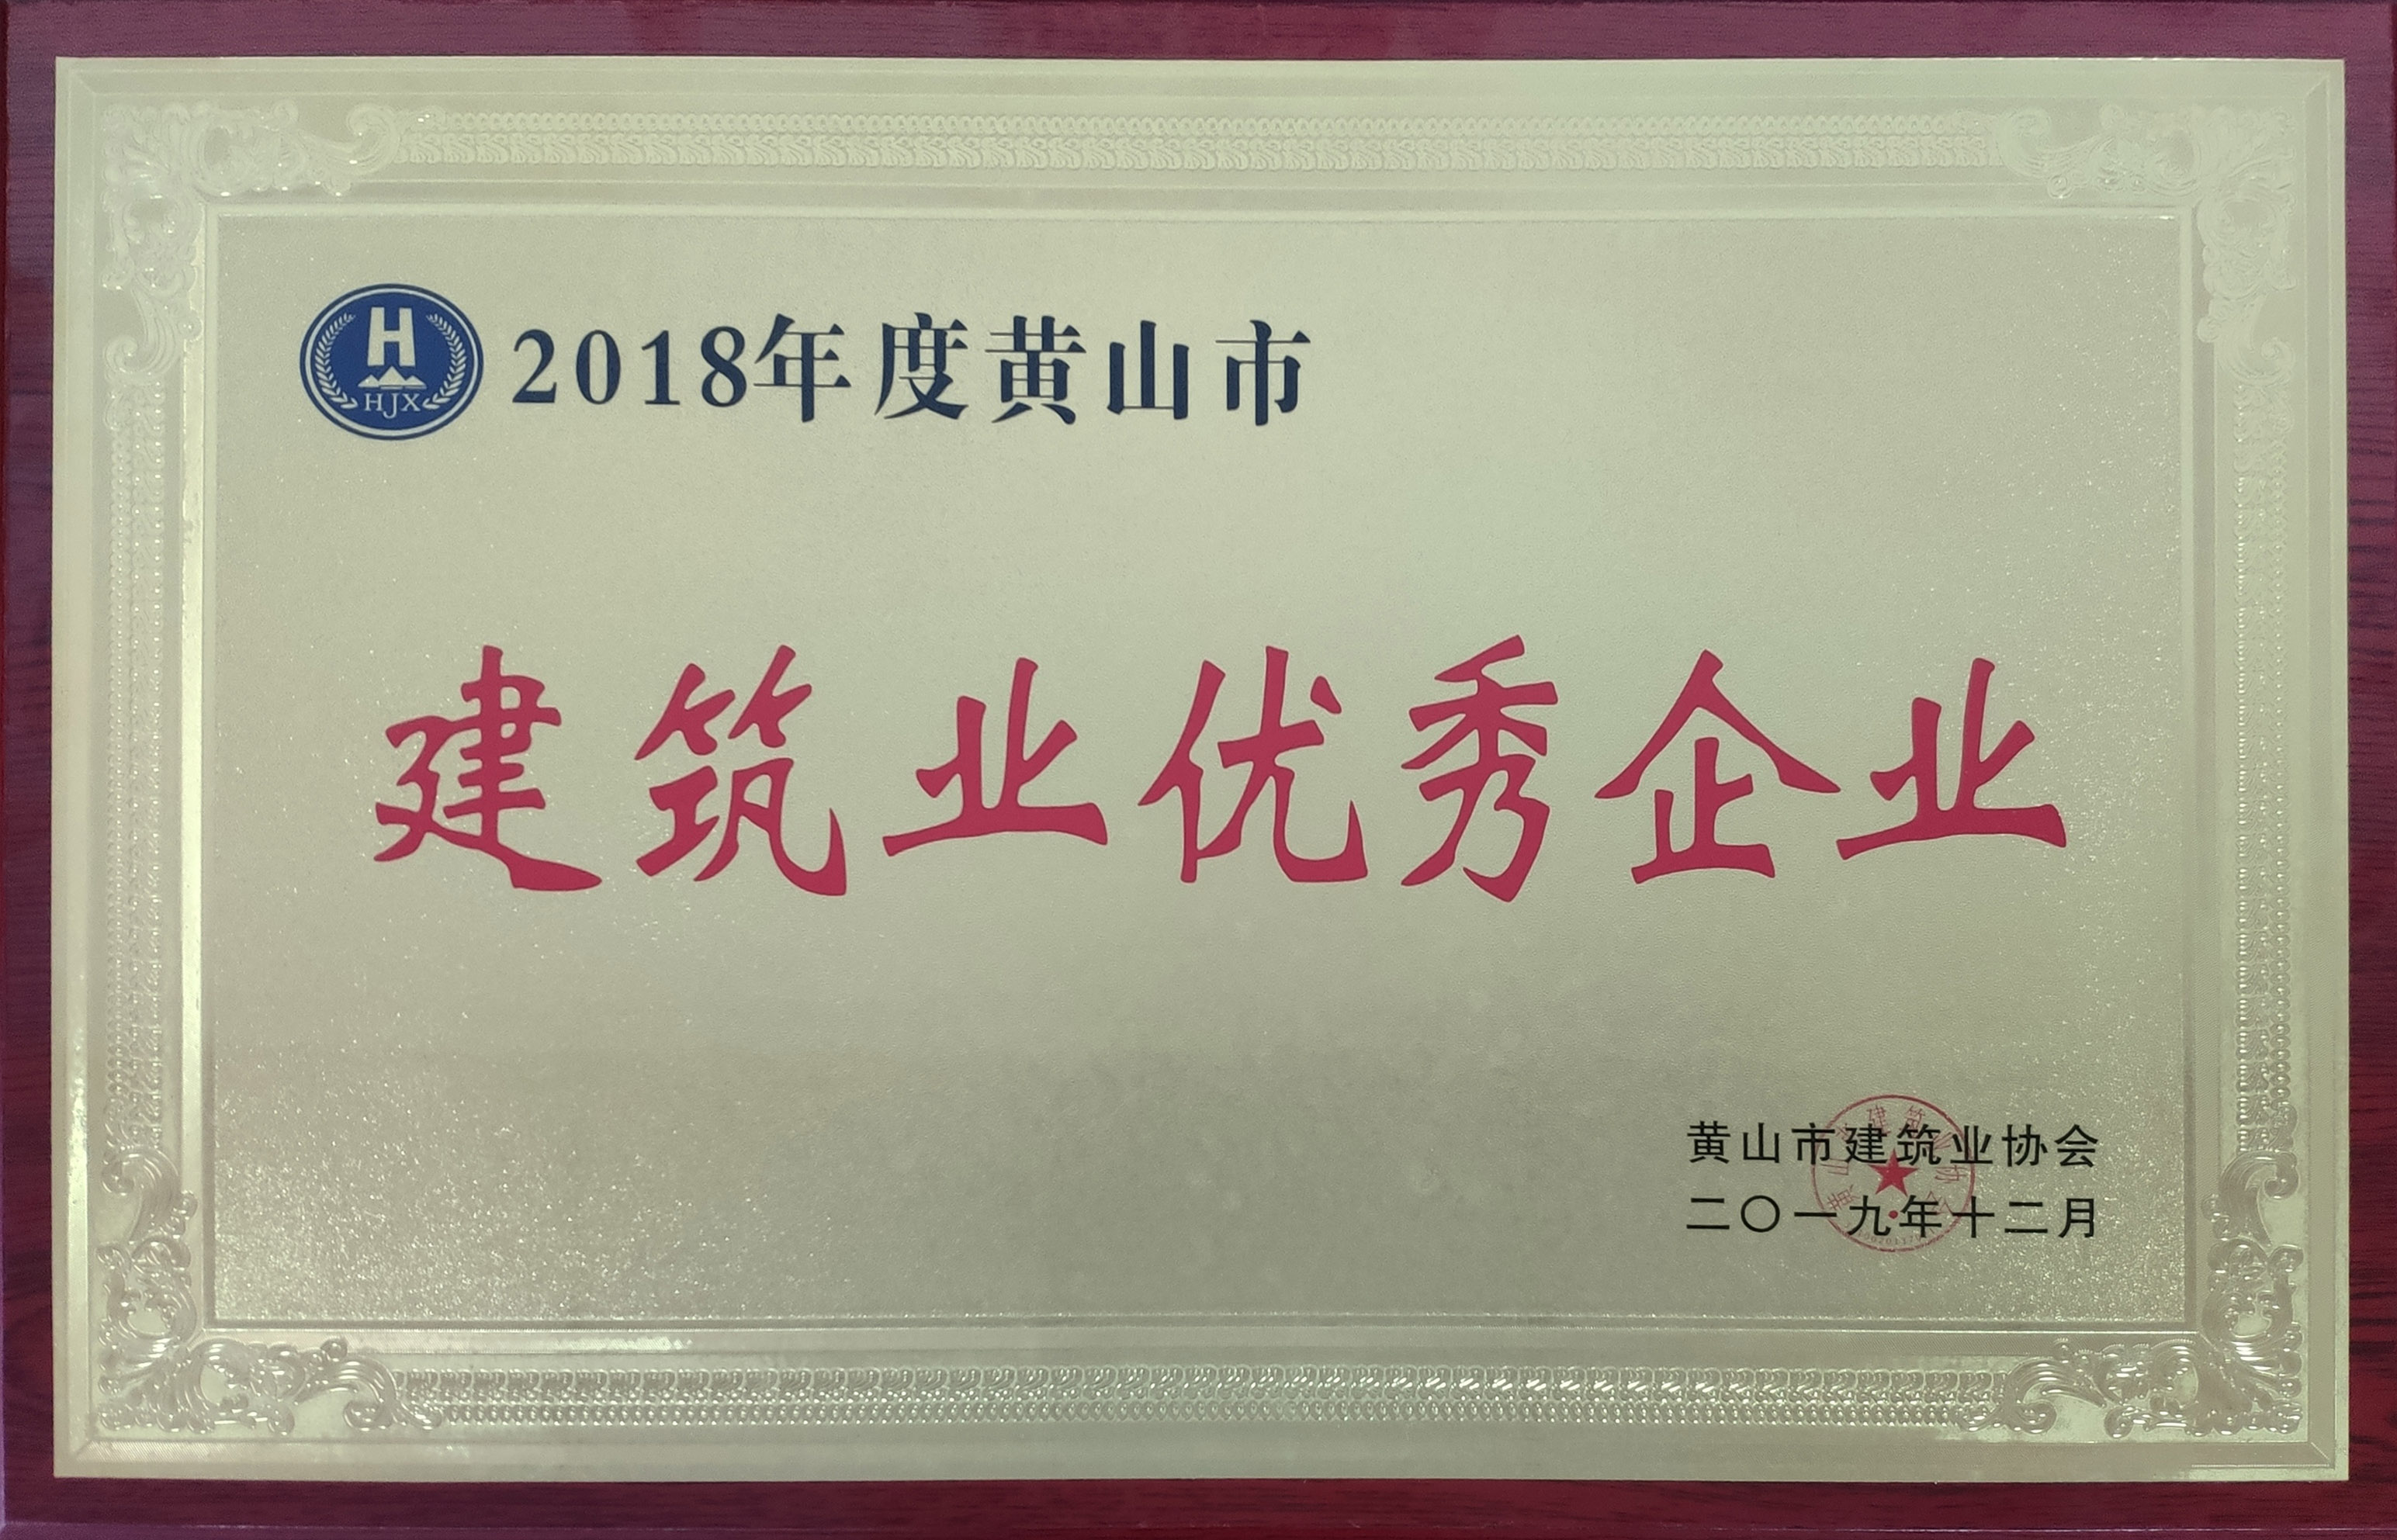 HJX
2018年度黄山市
建筑业优秀企业
黄山市建筑业协会
二〇一九年十二月